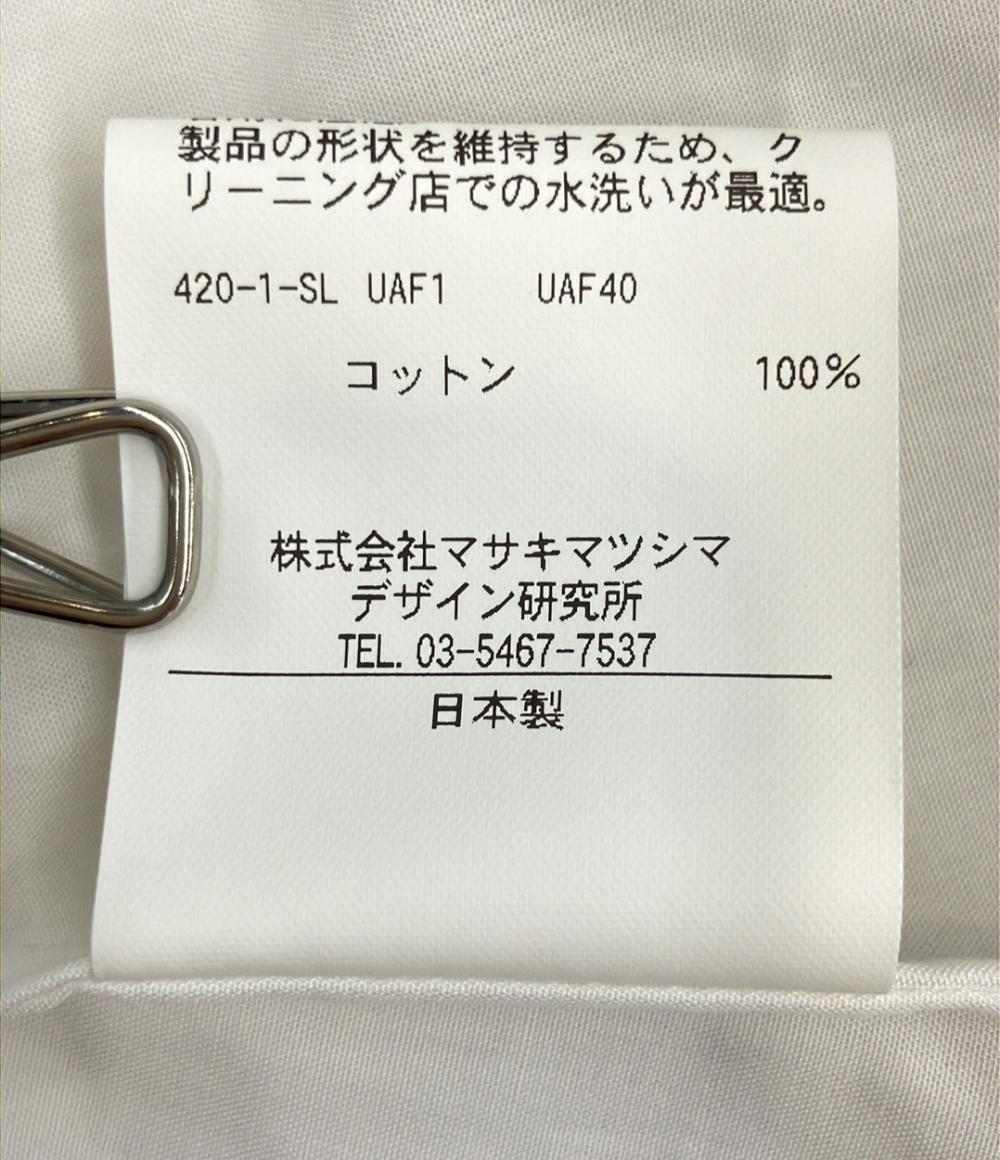 製品の形状を維持するため、ク
リーニング店での水洗いが最適。
420-1-SL UAF1 UAF40
コットン 100%
株式会社マサキマツシマ
デザイン研究所
TEL. 03-5467-7537
日本製